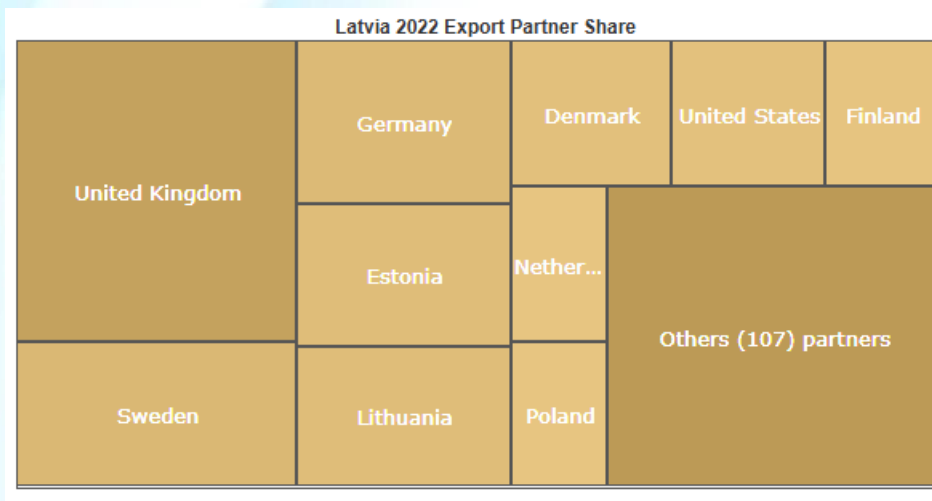 Latvia 2022 Export Partner Share
United Kingdom
Sweden
Germany
Estonia
Lithuania
Denmark
United States
Finland
Nether...
Poland
Others (107) partners